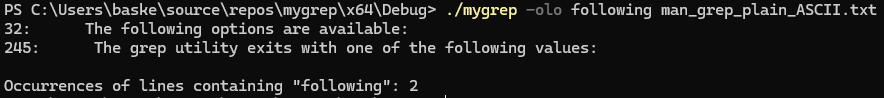 PS C:\Users\baske\source\repos\mygrep\x64\Debug> ./mygrep -olo following man_grep_plain_ASCII.txt
32:      The following options are available:
245:      The grep utility exits with one of the following values:
Occurrences of lines containing "following": 2